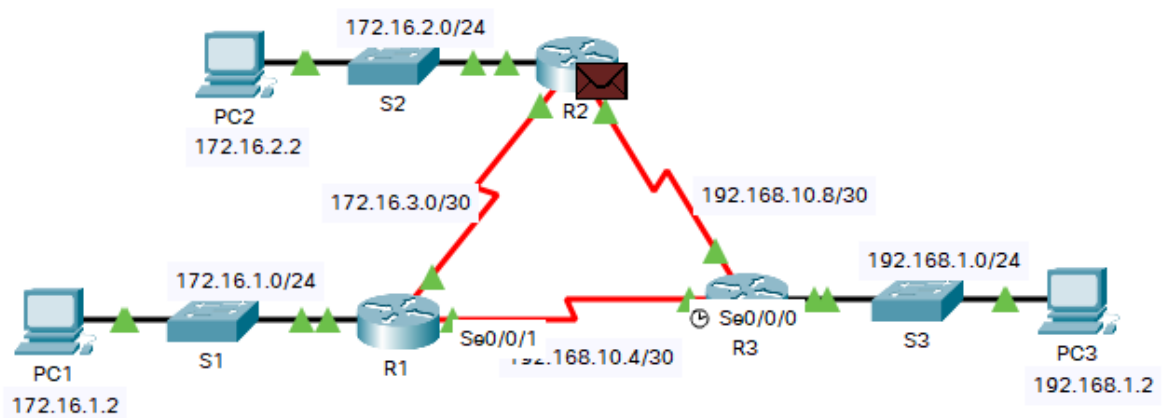 172.16.2.0/24
S2
R2
PC2
172.16.2.2
172.16.3.0/30
192.168.10.8/30
172.16.1.0/24
192.168.1.0/24
Se0/0/1
Se0/0/0
S1
R1
192.168.10.4/30
R3
S3
PC1
PC3
172.16.1.2
192.168.1.2